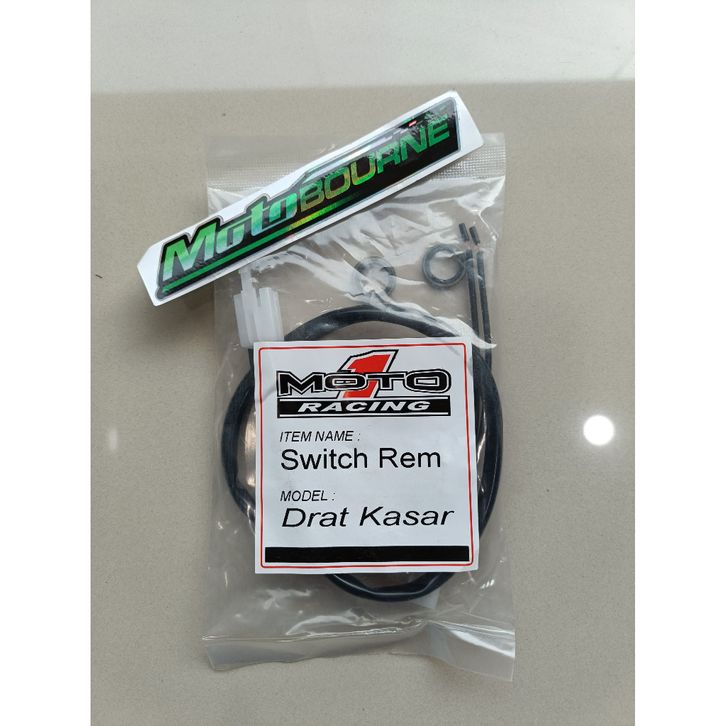 MotoBOURNE
MOTO 1
RACING
ITEM NAME :
Switch Rem
MODEL :
Drat Kasar